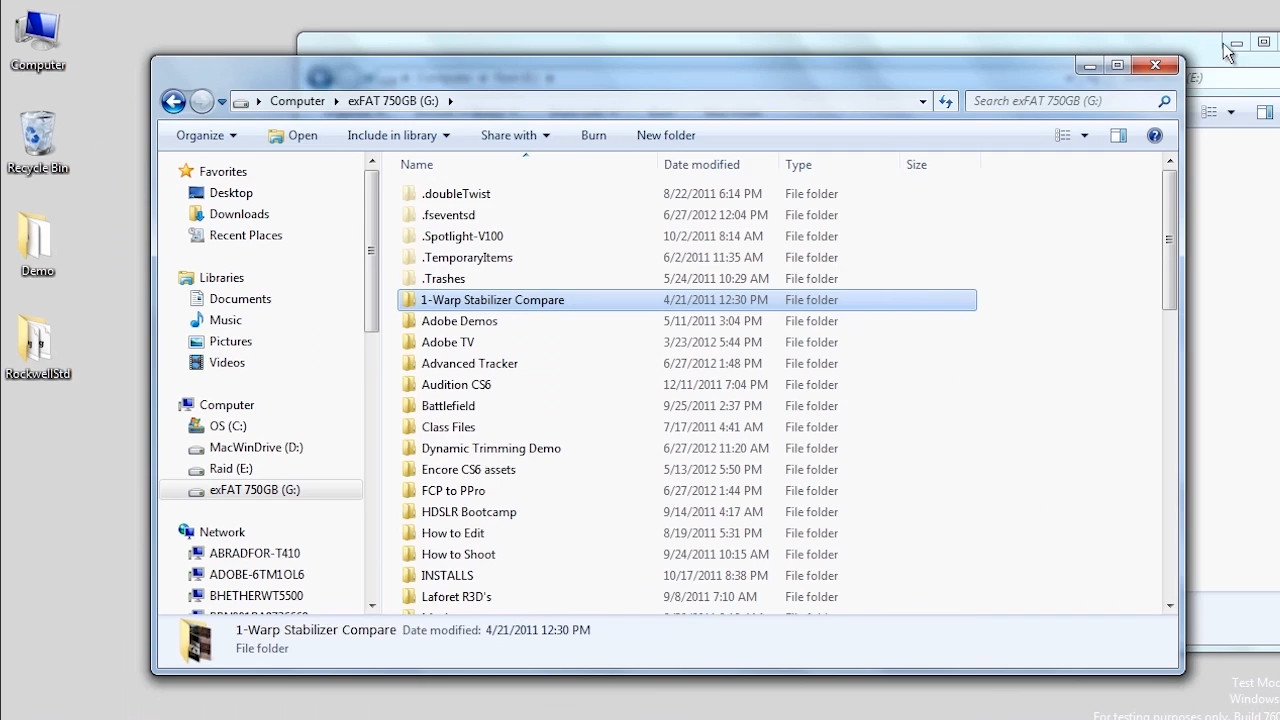 Computer
Recycle Bin
Demo
RockwellStd
(E:)
Computer exFAT 750GB (G:)
Search exFAT 750GB (G:)
Organize Open Include in library Share with Burn New folder
Favorites
Desktop
Downloads
Recent Places
Libraries
Documents
Music
Pictures
Videos
Computer
OS (C:)
MacWinDrive (D:)
Raid (E:)
exFAT 750GB (G:)
Network
ABRADFOR-T410
ADOBE-6TM1OL6
BHETHERWT5500
Name Date modified Type Size
.doubleTwist 8/22/2011 6:14 PM File folder
.fseventsd 6/27/2012 12:04 PM File folder
.Spotlight-V100 10/2/2011 8:14 AM File folder
.TemporaryItems 6/2/2011 11:35 AM File folder
.Trashes 5/24/2011 10:29 AM File folder
1-Warp Stabilizer Compare 4/21/2011 12:30 PM File folder
Adobe Demos 5/11/2011 3:04 PM File folder
Adobe TV 3/23/2012 5:44 PM File folder
Advanced Tracker 6/27/2012 1:48 PM File folder
Audition CS6 12/11/2011 7:04 PM File folder
Battlefield 9/25/2011 2:37 PM File folder
Class Files 7/17/2011 4:41 AM File folder
Dynamic Trimming Demo 6/27/2012 11:20 AM File folder
Encore CS6 assets 5/13/2012 5:50 PM File folder
FCP to PPro 6/27/2012 1:44 PM File folder
HDSLR Bootcamp 9/14/2011 4:17 AM File folder
How to Edit 8/19/2011 5:31 PM File folder
How to Shoot 9/24/2011 10:15 AM File folder
INSTALLS 10/17/2011 8:38 PM File folder
Laforet R3D's 9/8/2011 7:10 AM File folder
1-Warp Stabilizer Compare Date modified: 4/21/2011 12:30 PM
File folder
Test Mod
Windows
For testing purposes only. Build 760